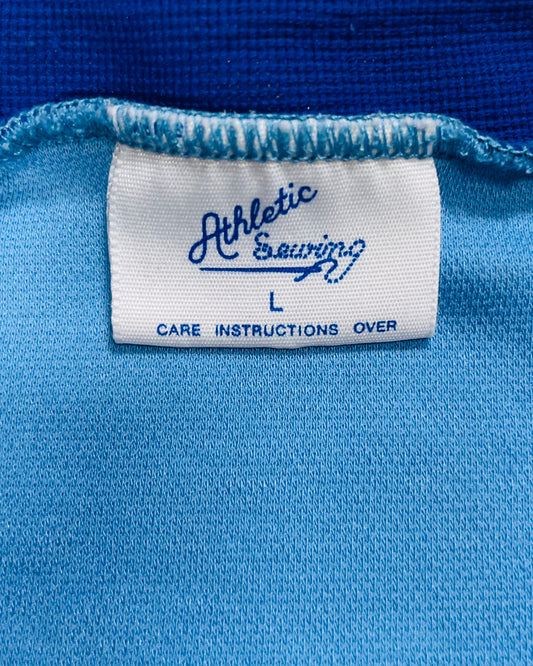 Athletic
Sewing
L
CARE INSTRUCTIONS OVER